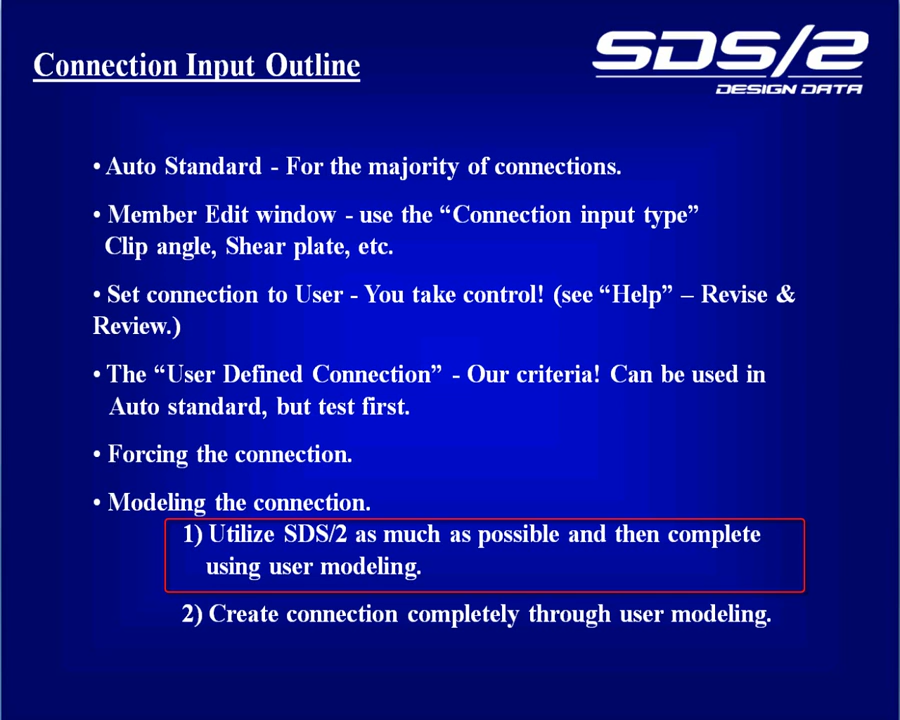 Connection Input Outline
SDS/2
DESIGN DATA
• Auto Standard - For the majority of connections.
• Member Edit window - use the “Connection input type”
Clip angle, Shear plate, etc.
• Set connection to User - You take control! (see “Help” – Revise &
Review.)
• The “User Defined Connection” - Our criteria! Can be used in
Auto standard, but test first.
• Forcing the connection.
• Modeling the connection.
1) Utilize SDS/2 as much as possible and then complete
using user modeling.
2) Create connection completely through user modeling.